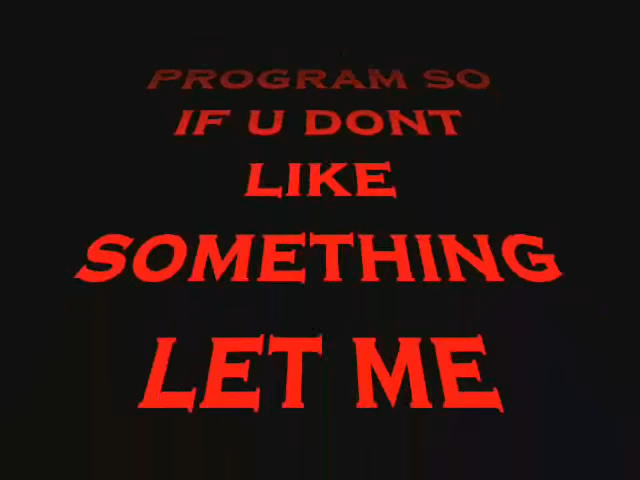 PROGRAM SO
IF U DONT
LIKE
SOMETHING
LET ME